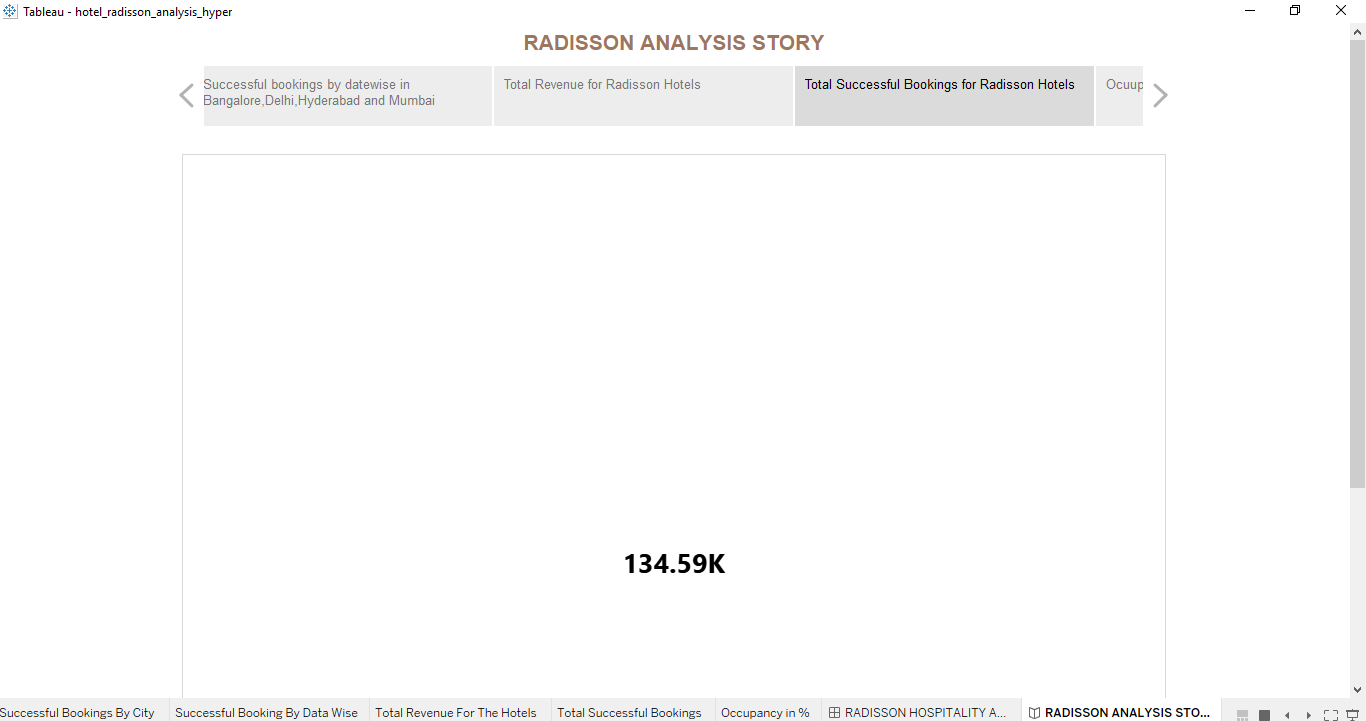 Tableau - hotel_radisson_analysis_hyper
RADISSON ANALYSIS STORY
Successful bookings by datewise in
Bangalore,Delhi,Hyderabad and Mumbai
Total Revenue for Radisson Hotels
Total Successful Bookings for Radisson Hotels
Ocuup
134.59K
Successful Bookings By City
Successful Booking By Data Wise
Total Revenue For The Hotels
Total Successful Bookings
Occupancy in %
RADISSON HOSPITALITY A...
RADISSON ANALYSIS STO...